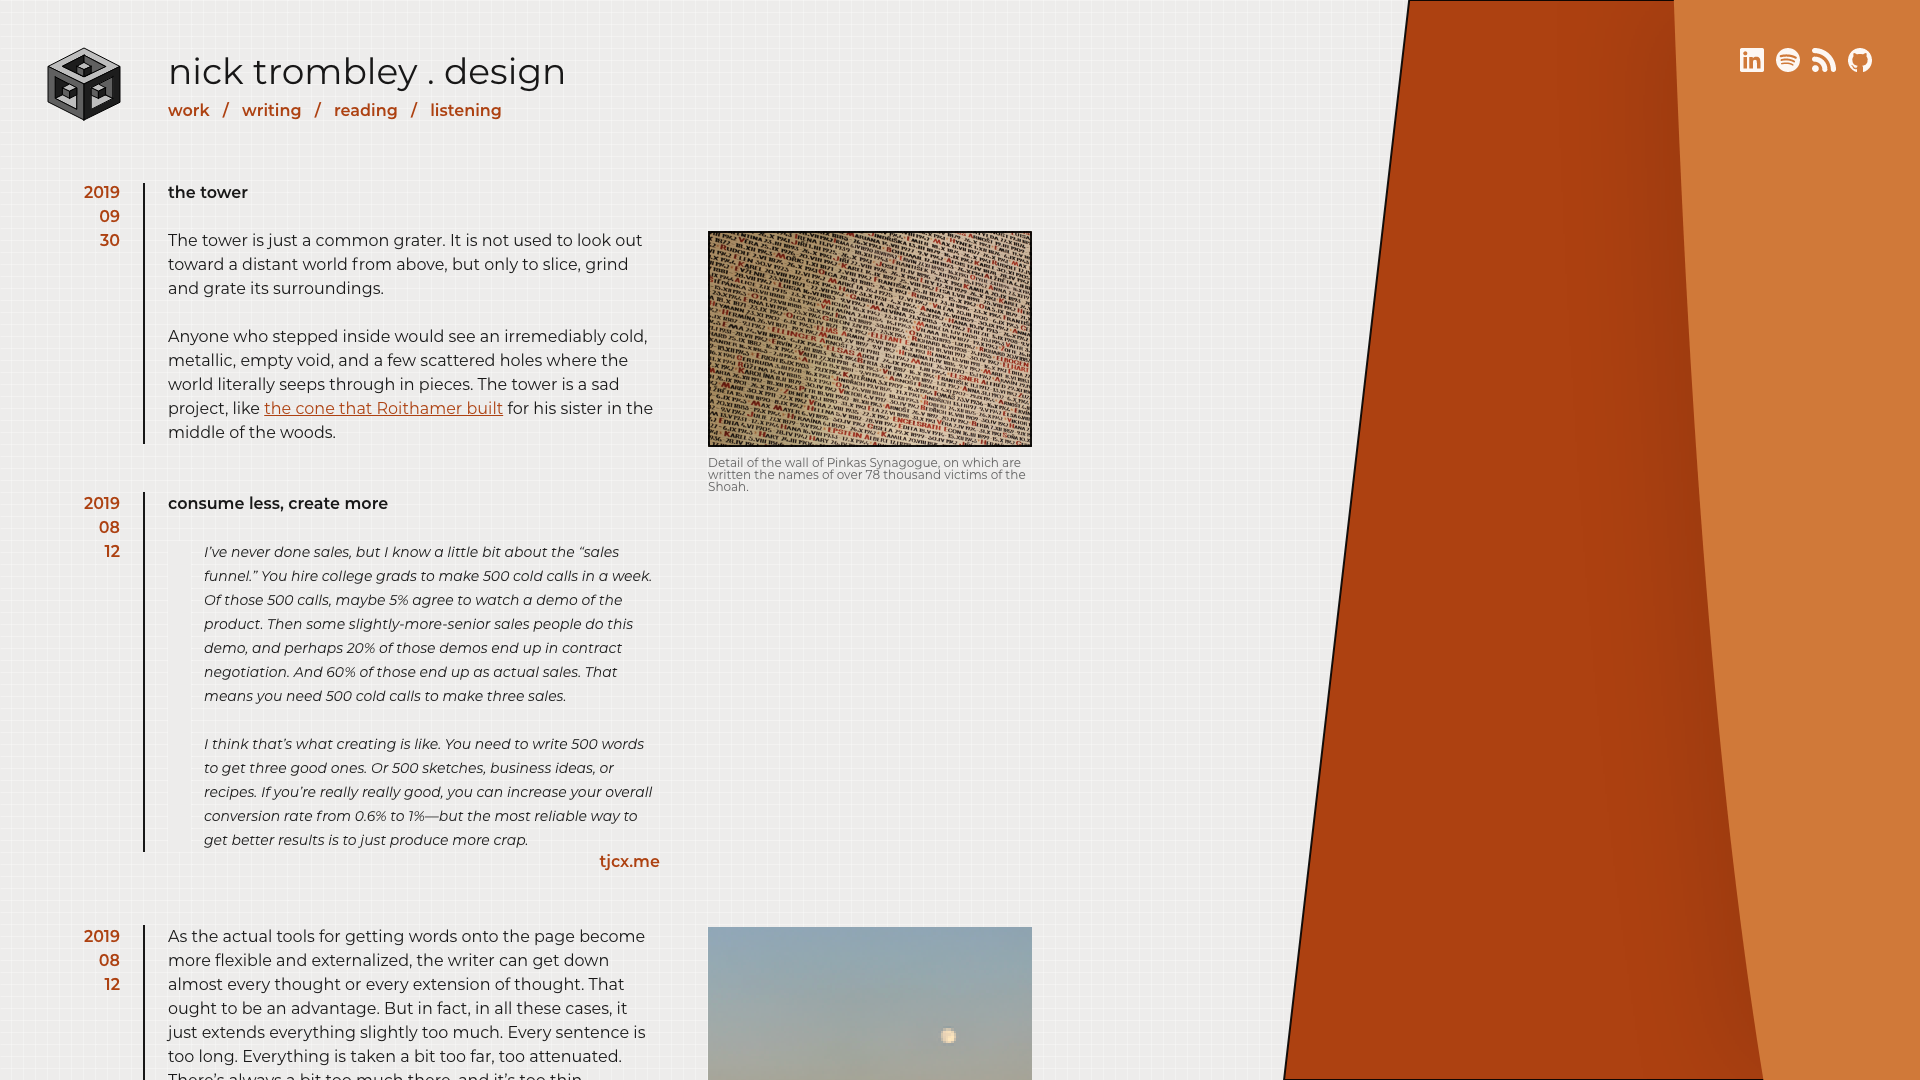 nick trombley . design
work / writing / reading / listening
2019
09
30
the tower
The tower is just a common grater. It is not used to look out
toward a distant world from above, but only to slice, grind
and grate its surroundings.
Anyone who stepped inside would see an irremediably cold,
metallic, empty void, and a few scattered holes where the
world literally seeps through in pieces. The tower is a sad
project, like the cone that Roithamer built for his sister in the
middle of the woods.
Detail of the wall of Pinkas Synagogue, on which are
written the names of over 78 thousand victims of the
Shoah.
2019
08
12
consume less, create more
I’ve never done sales, but I know a little bit about the “sales
funnel.” You hire college grads to make 500 cold calls in a week.
Of those 500 calls, maybe 5% agree to watch a demo of the
product. Then some slightly-more-senior sales people do this
demo, and perhaps 20% of those demos end up in contract
negotiation. And 60% of those end up as actual sales. That
means you need 500 cold calls to make three sales.
I think that’s what creating is like. You need to write 500 words
to get three good ones. Or 500 sketches, business ideas, or
recipes. If you’re really really good, you can increase your overall
conversion rate from 0.6% to 1%—but the most reliable way to
get better results is to just produce more crap.
tjcx.me
2019
08
12
As the actual tools for getting words onto the page become
more flexible and externalized, the writer can get down
almost every thought or every extension of thought. That
ought to be an advantage. But in fact, in all these cases, it
just extends everything slightly too much. Every sentence is
too long. Everything is taken a bit too far, too attenuated.
There’s always a bit too much there, and it’s too thin.